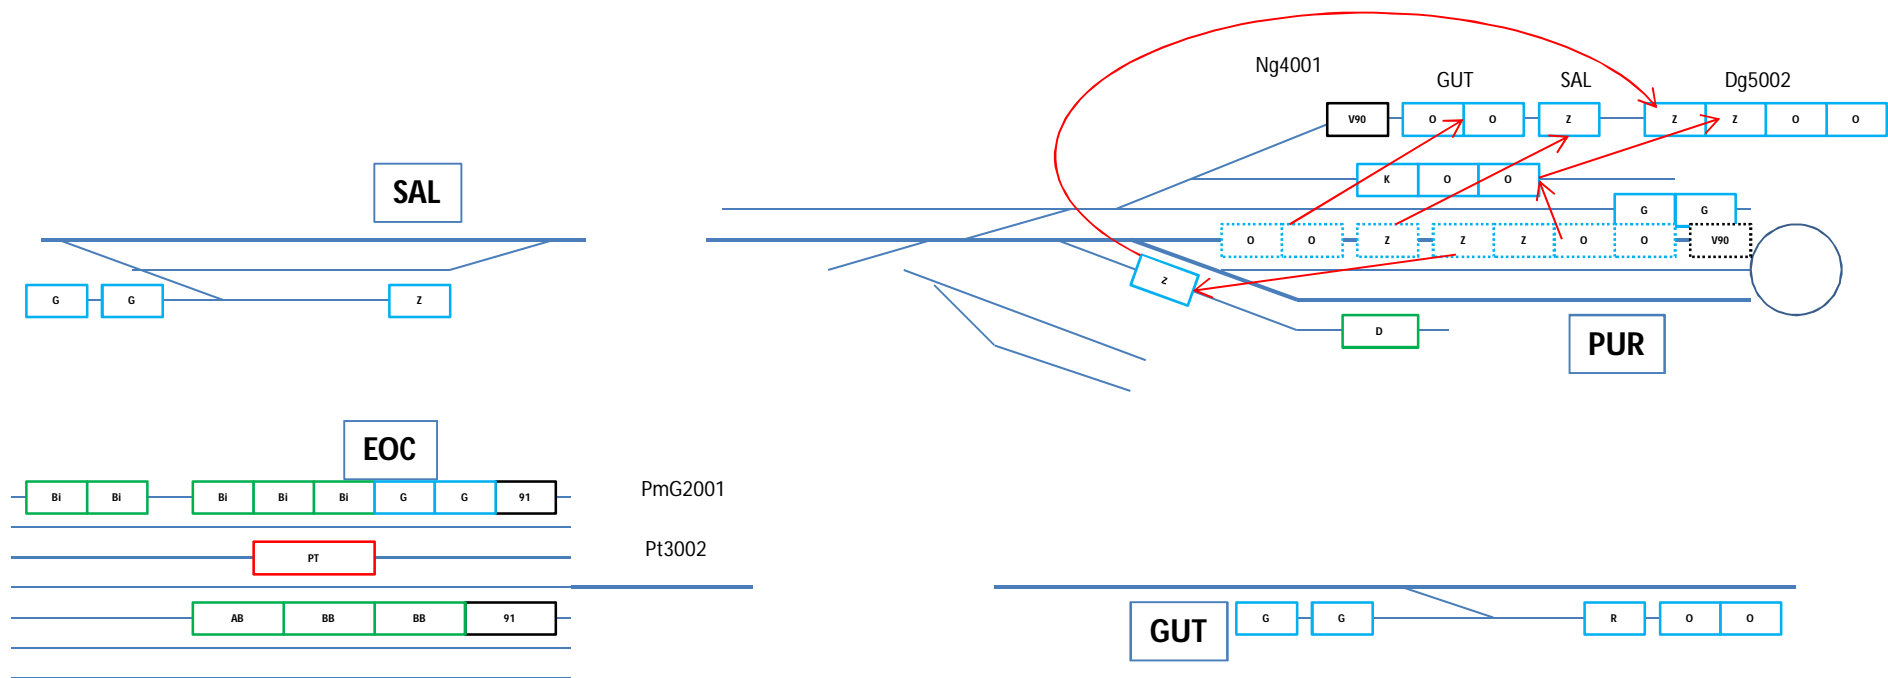 Ng4001
GUT SAL Dg5002
V90 O O Z Z Z O O
K O O
SAL
G G
O O Z Z Z O O V90
Z
G G Z
D
PUR
EOC
Bi Bi Bi Bi Bi G G 91
PmG2001
PT
Pt3002
AB BB BB 91
GUT
G G R O O